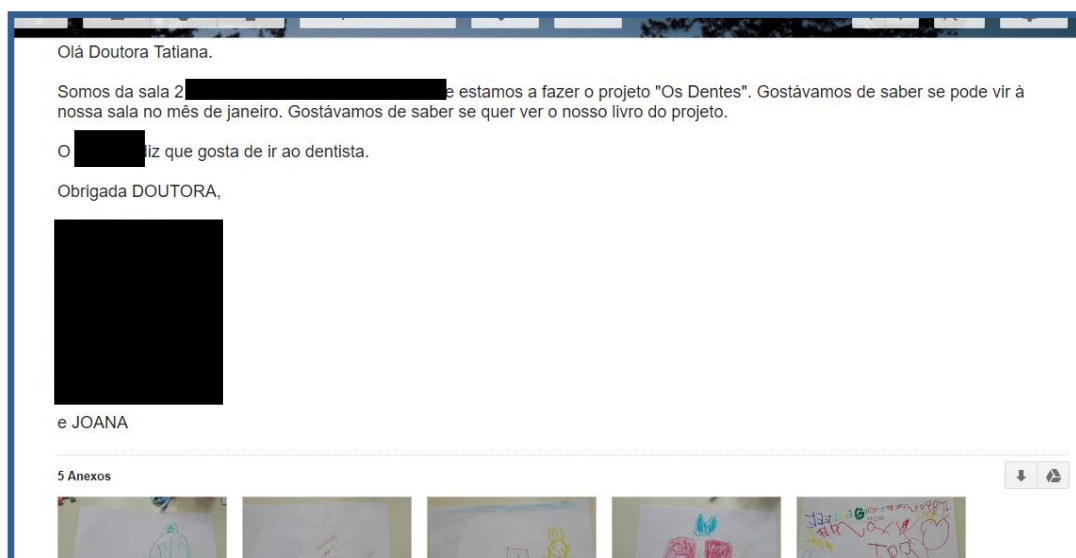 Olá Doutora Tatiana.
Somos da sala 2 e estamos a fazer o projeto "Os Dentes". Gostávamos de saber se pode vir à
nossa sala no mês de janeiro. Gostávamos de saber se quer ver o nosso livro do projeto.
O diz que gosta de ir ao dentista.
Obrigada DOUTORA,
e JOANA
5 Anexos